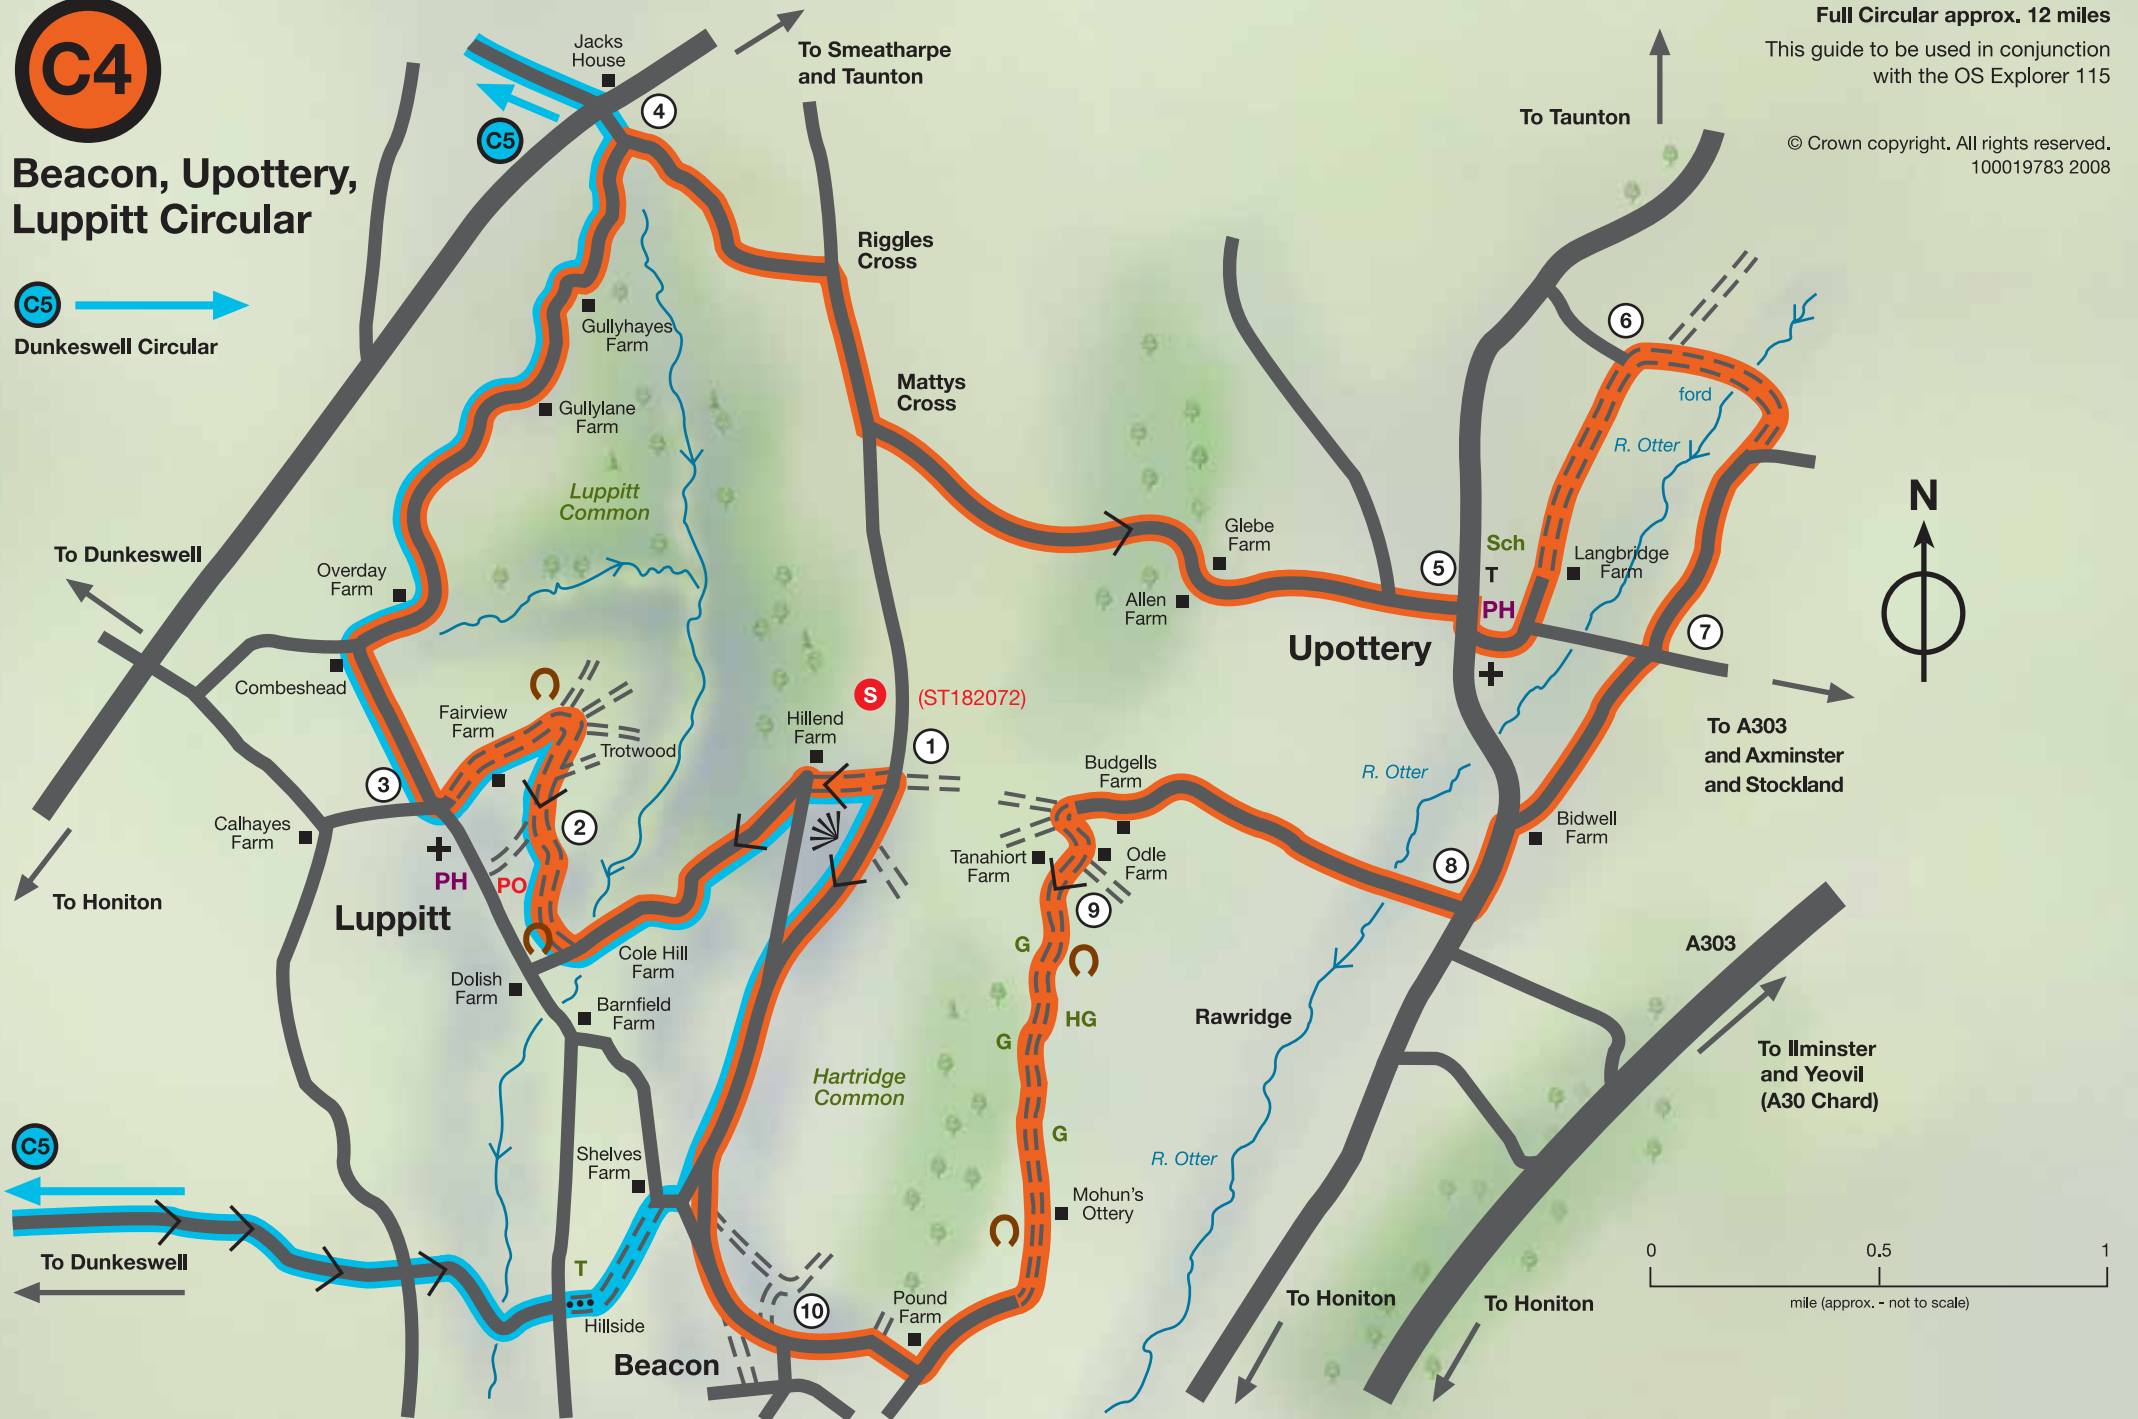 C4
Beacon, Upottery,
Luppitt Circular
C5
Dunkeswell Circular
Full Circular approx. 12 miles
This guide to be used in conjunction
with the OS Explorer 115
© Crown copyright. All rights reserved.
100019783 2008
Jacks
House
To Smeatharpe
and Taunton
4
C5
To Taunton
Riggles
Cross
6
Gullyhayes
Farm
Mattys
Cross
ford
Gullylane
Farm
R. Otter
Luppitt
Common
N
To Dunkeswell
Overday
Farm
Glebe
Farm
Sch
5
T
Langbridge
Farm
Allen
Farm
PH
Upottery
7
Combeshead
S
(ST182072)
Fairview
Farm
Hillend
Farm
Trotwood
1
To A303
and Axminster
and Stockland
Budgells
Farm
R. Otter
3
2
Calhayes
Farm
Bidwell
Farm
Tanahiort
Farm
Odle
Farm
8
PH
PO
To Honiton
Luppitt
9
G
A303
Cole Hill
Farm
Dolish
Farm
Barnfield
Farm
HG
Rawridge
G
To Ilminster
and Yeovil
(A30 Chard)
Hartridge
Common
G
C5
Shelves
Farm
R. Otter
Mohun's
Ottery
To Dunkeswell
T
0
0.5
1
mile (approx. - not to scale)
Hillside
10
Pound
Farm
To Honiton
To Honiton
Beacon